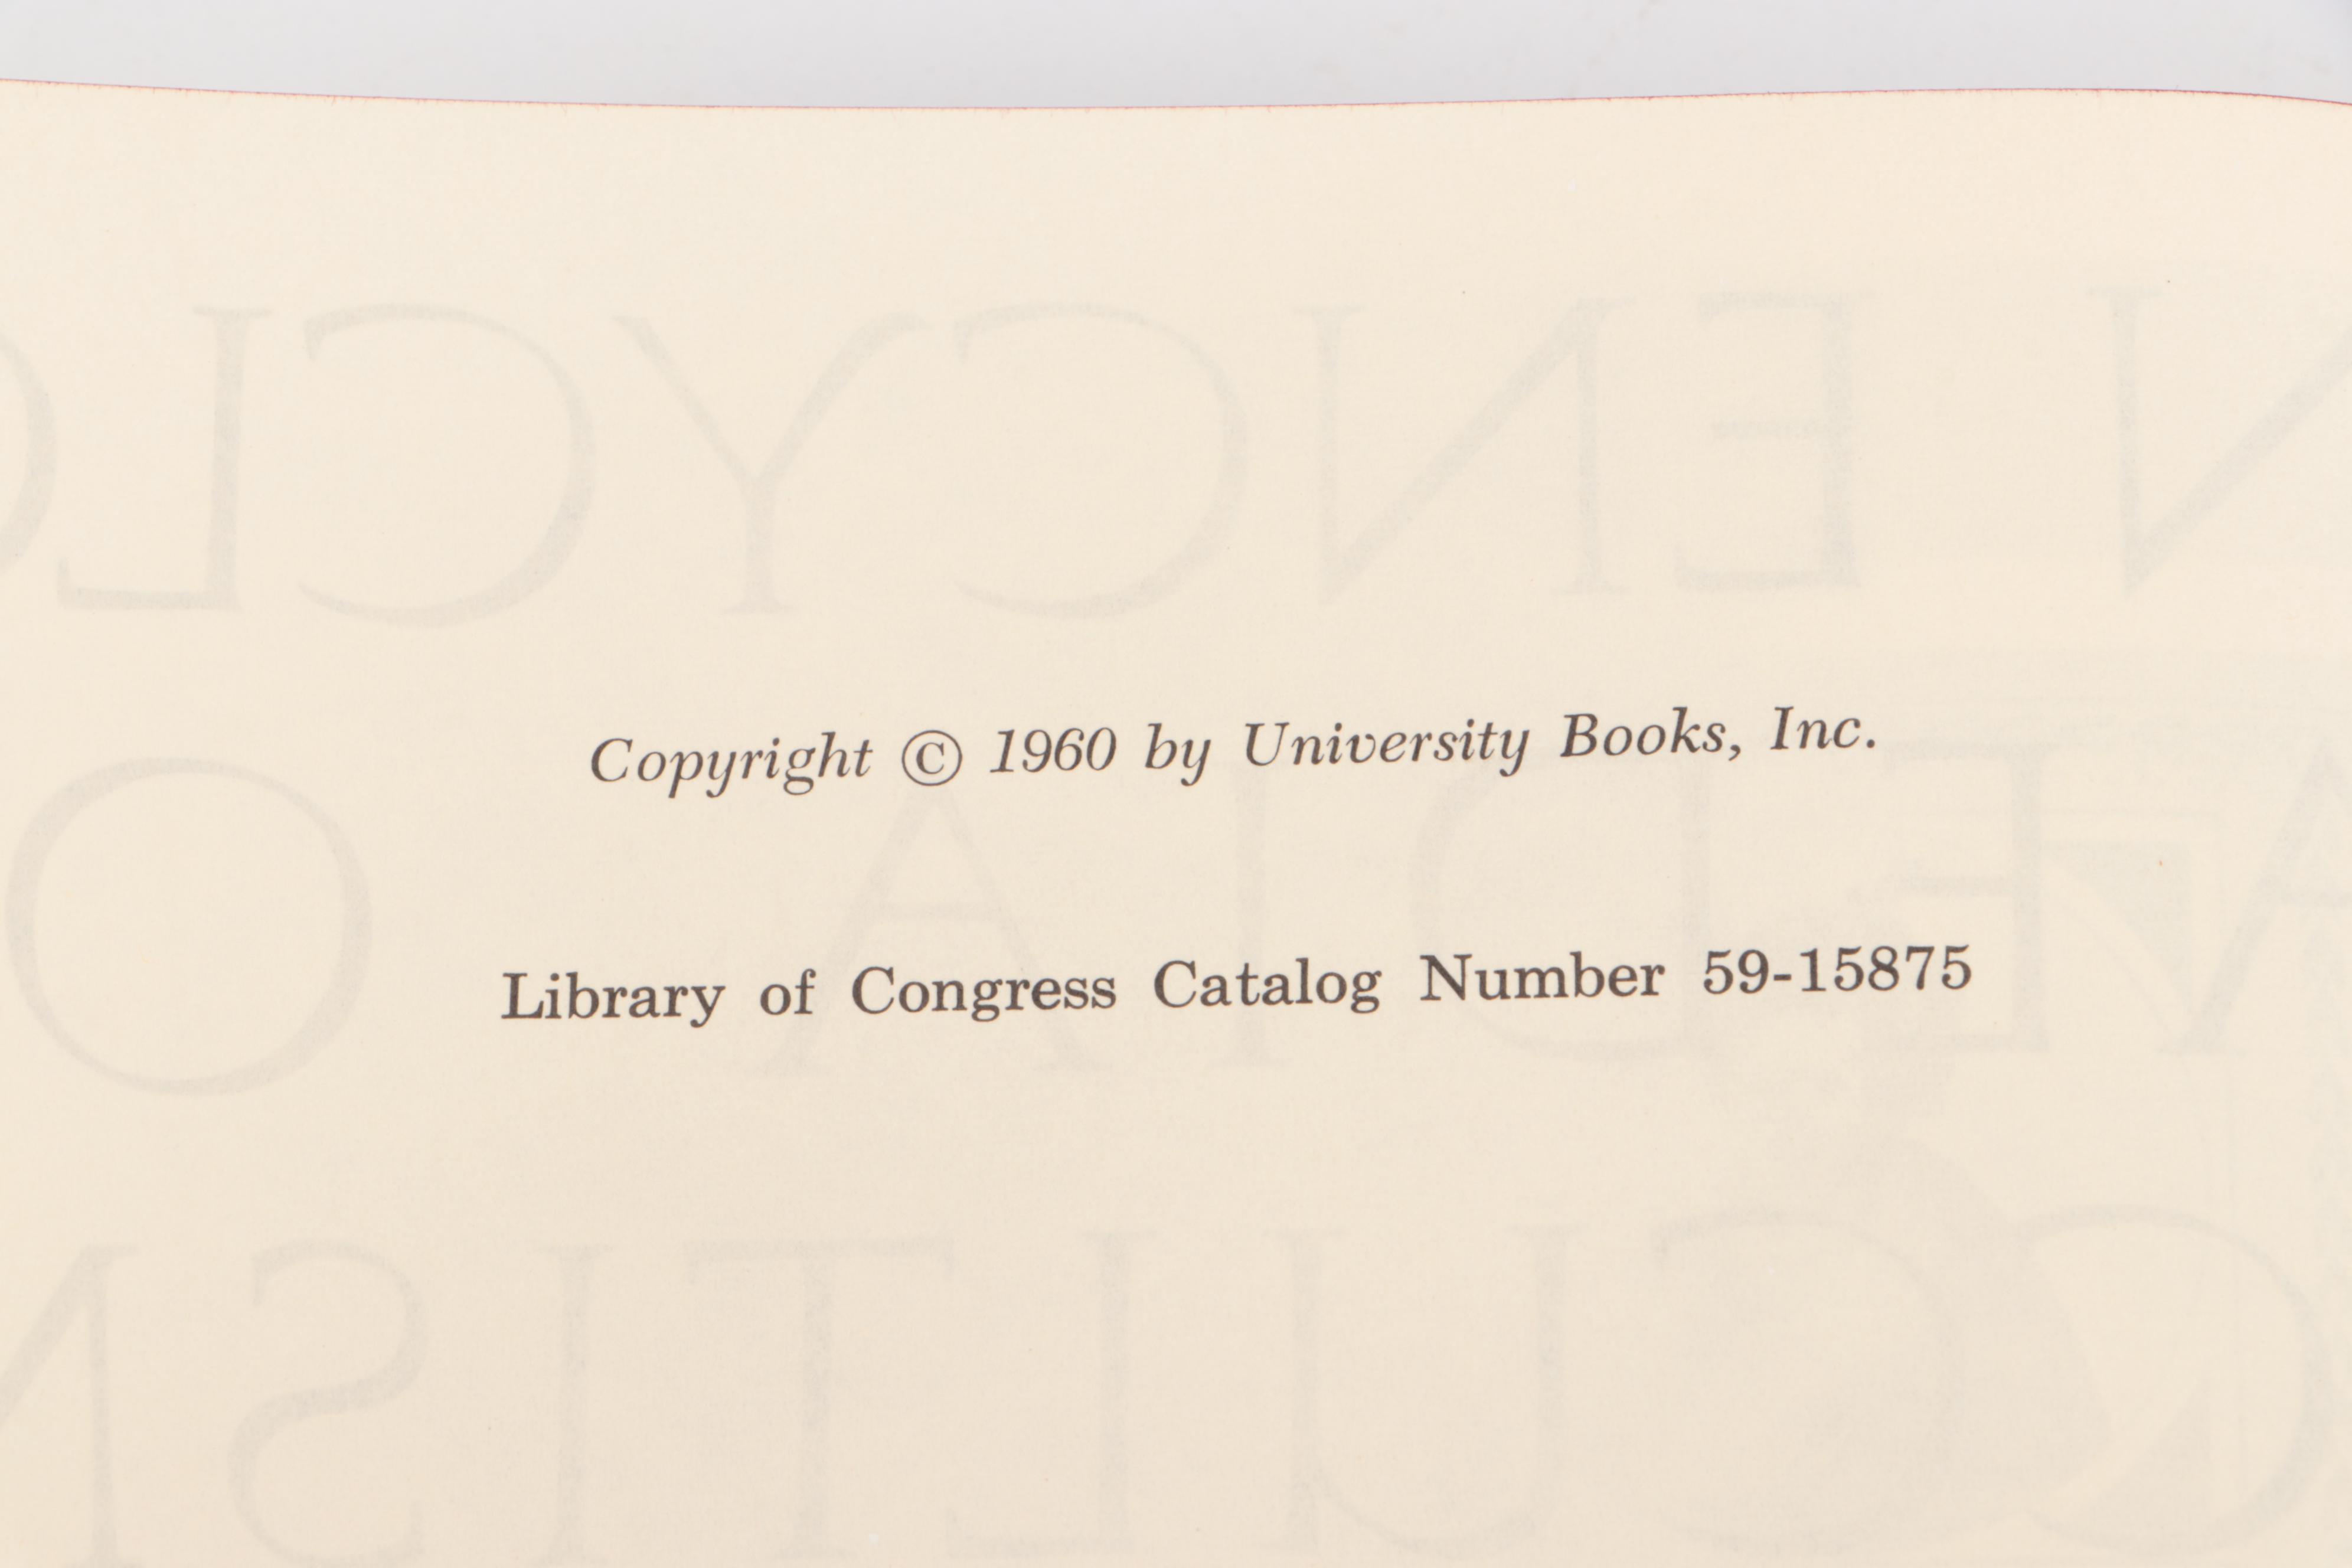 Copyright © 1960 by University Books, Inc.
Library of Congress Catalog Number 59-15875